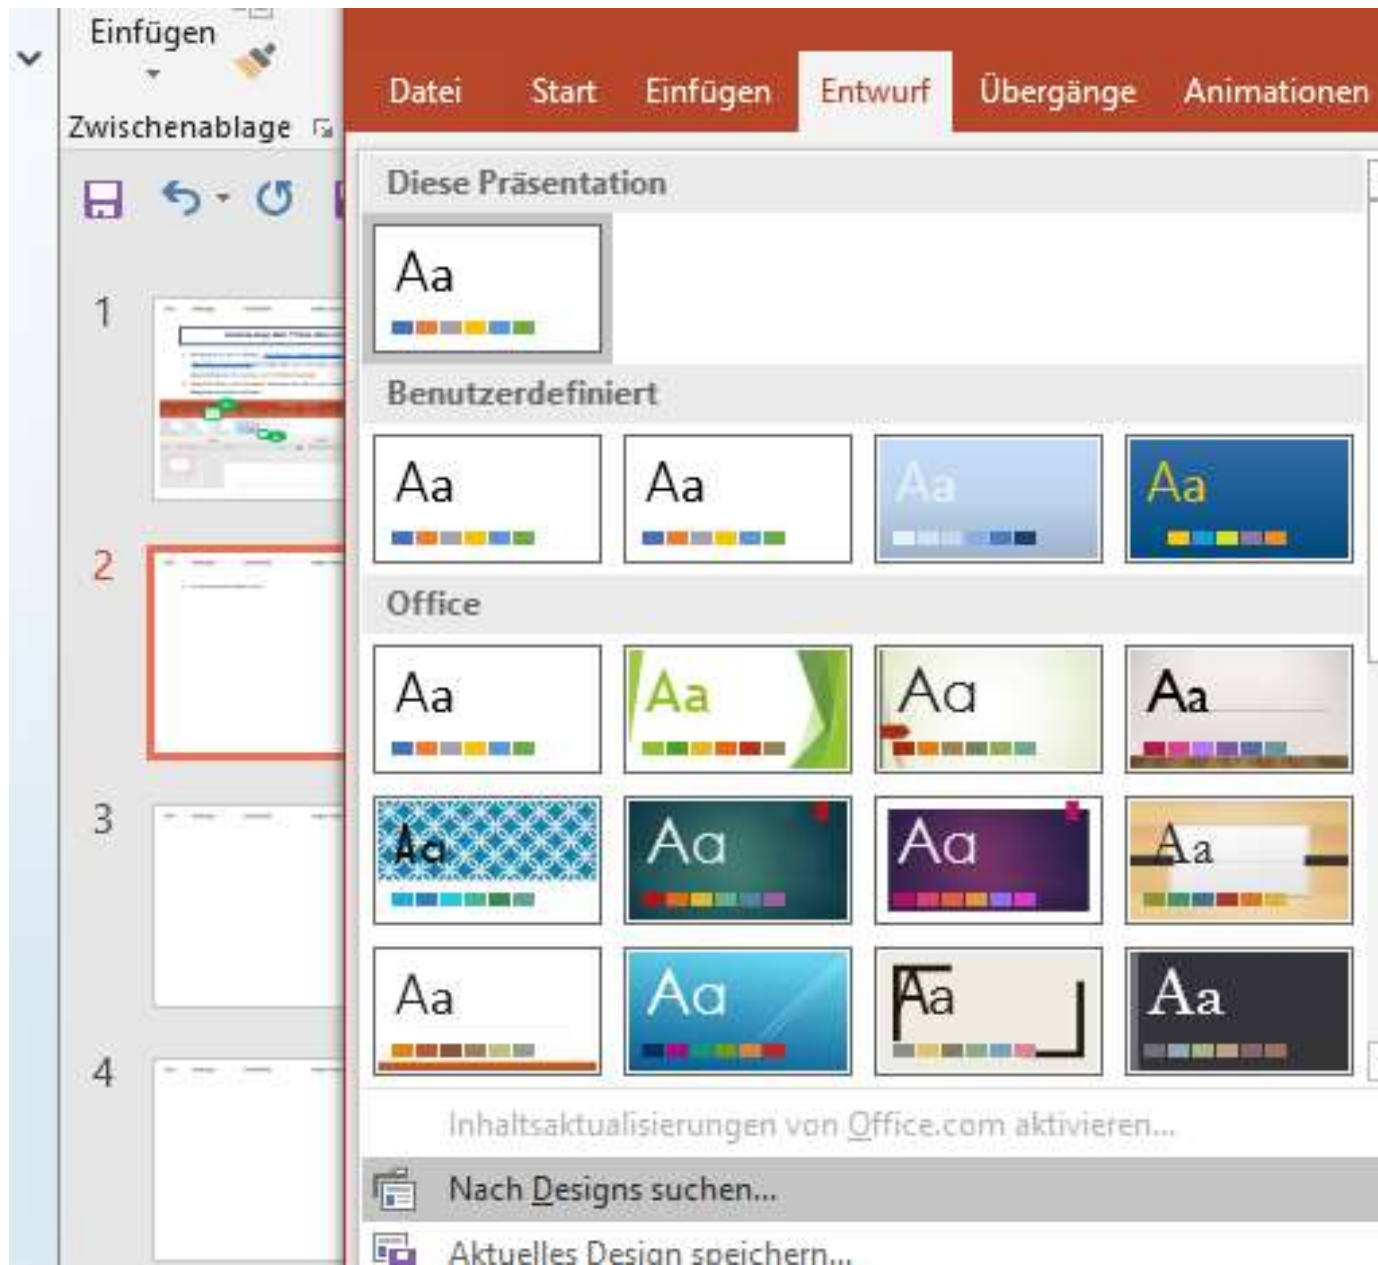 Einfügen
Zwischenablage
1
2
3
4
Datei Start Einfügen Entwurf Übergänge Animationen
Diese Präsentation
Aa
Benutzerdefiniert
Aa Aa Aa Aa
Office
Aa Aa Aa Aa
Aa Aa Aa Aa
Aa Aa Aa Aa
Inhaltsaktualisierungen von Office.com aktivieren...
Nach Designs suchen...
Aktuelles Design speichern...